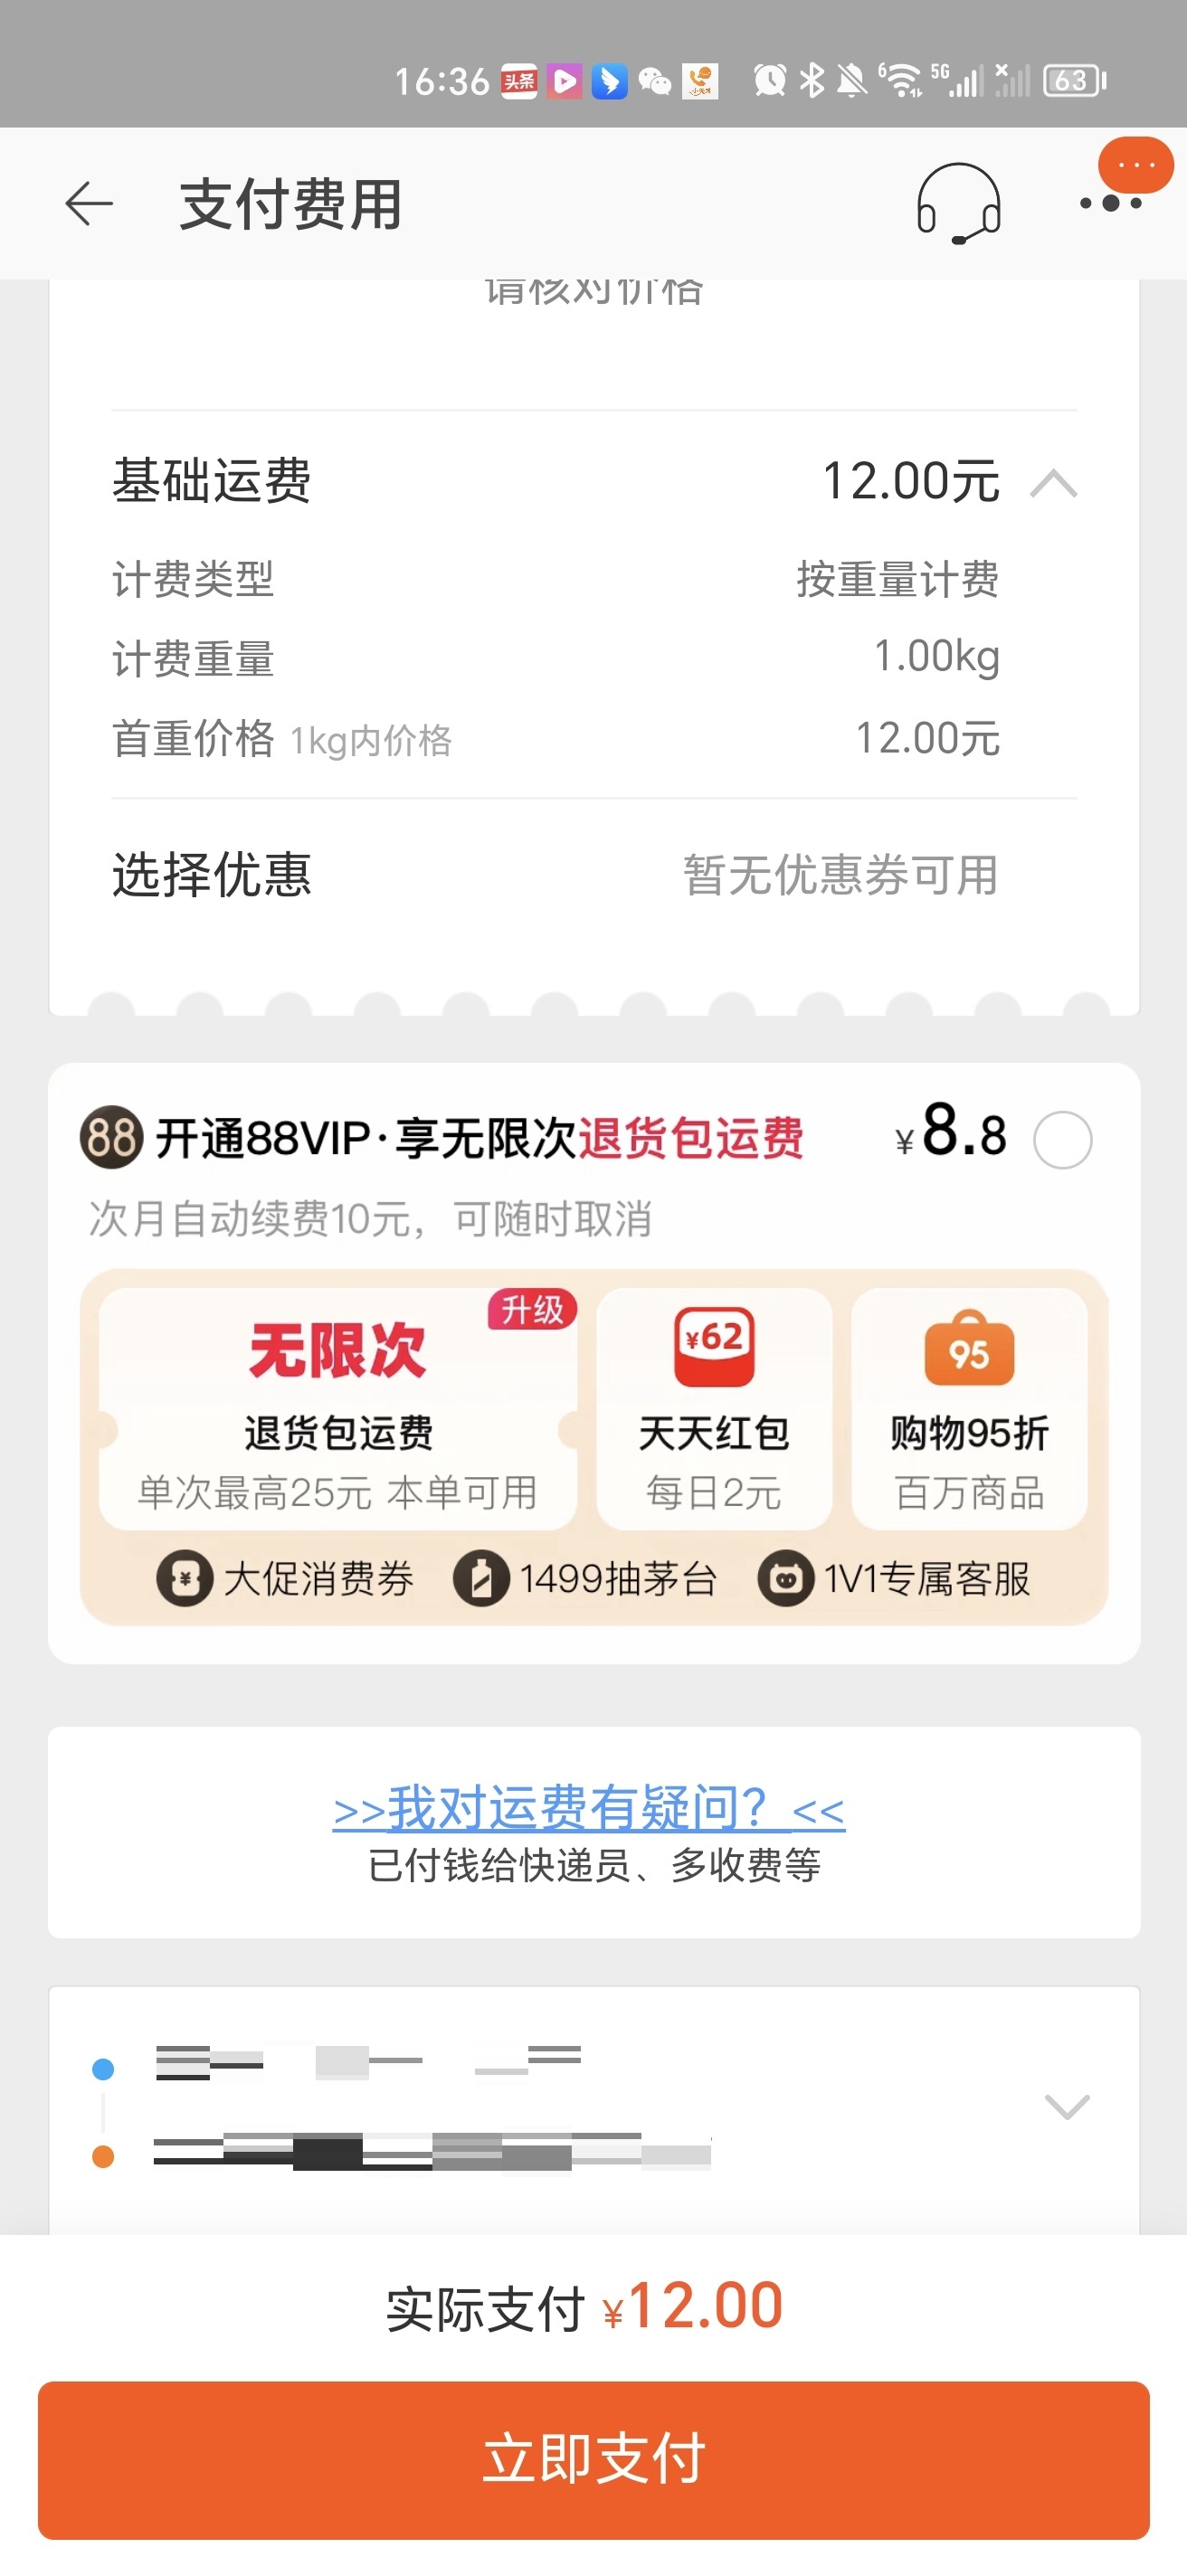 16:36 头条 6 5G 63
支付费用
请核对价格
基础运费 12.00元
计费类型 按重量计费
计费重量 1.00kg
首重价格 1kg内价格 12.00元
选择优惠 暂无优惠券可用
88 开通88VIP·享无限次退货包运费 ¥8.8
次月自动续费10元，可随时取消
升级
无限次 ¥62 95
退货包运费 天天红包 购物95折
单次最高25元 本单可用 每日2元 百万商品
¥ 大促消费券 1499抽茅台 1V1专属客服
>>我对运费有疑问？<<
已付钱给快递员、多收费等
实际支付 ¥12.00
立即支付